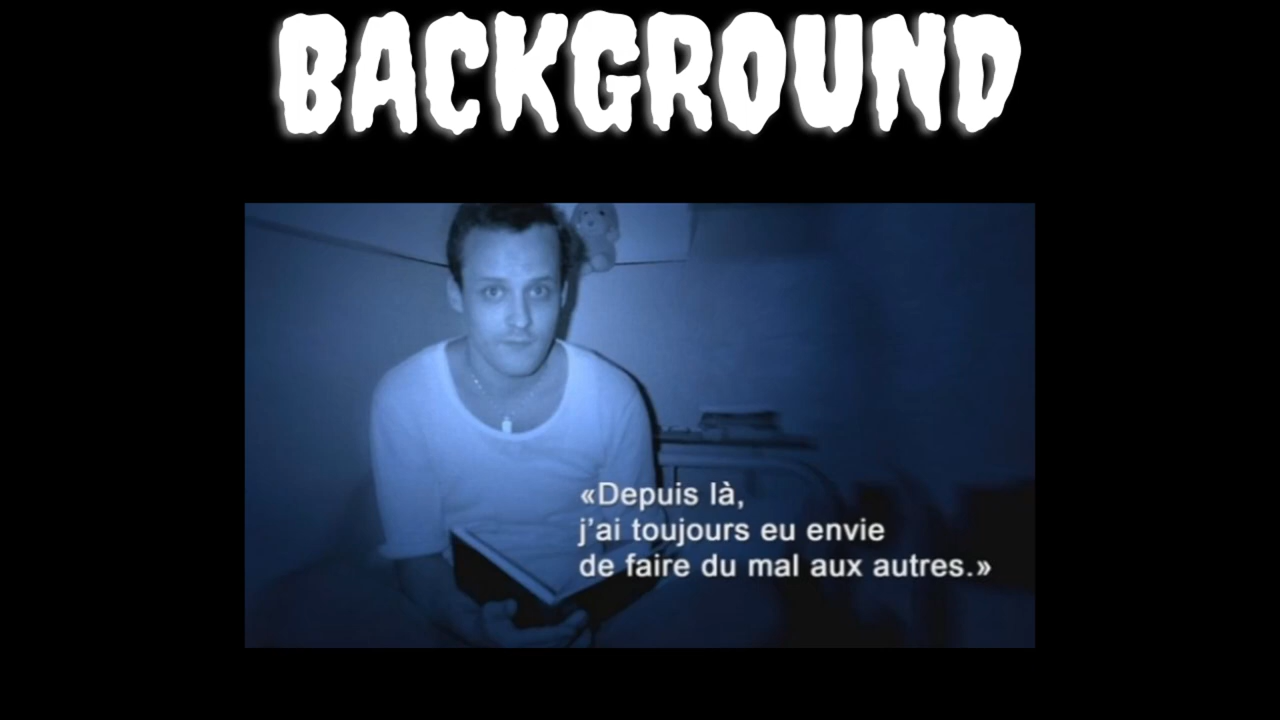 BACKGROUND
«Depuis là,
j'ai toujours eu envie
de faire du mal aux autres.»